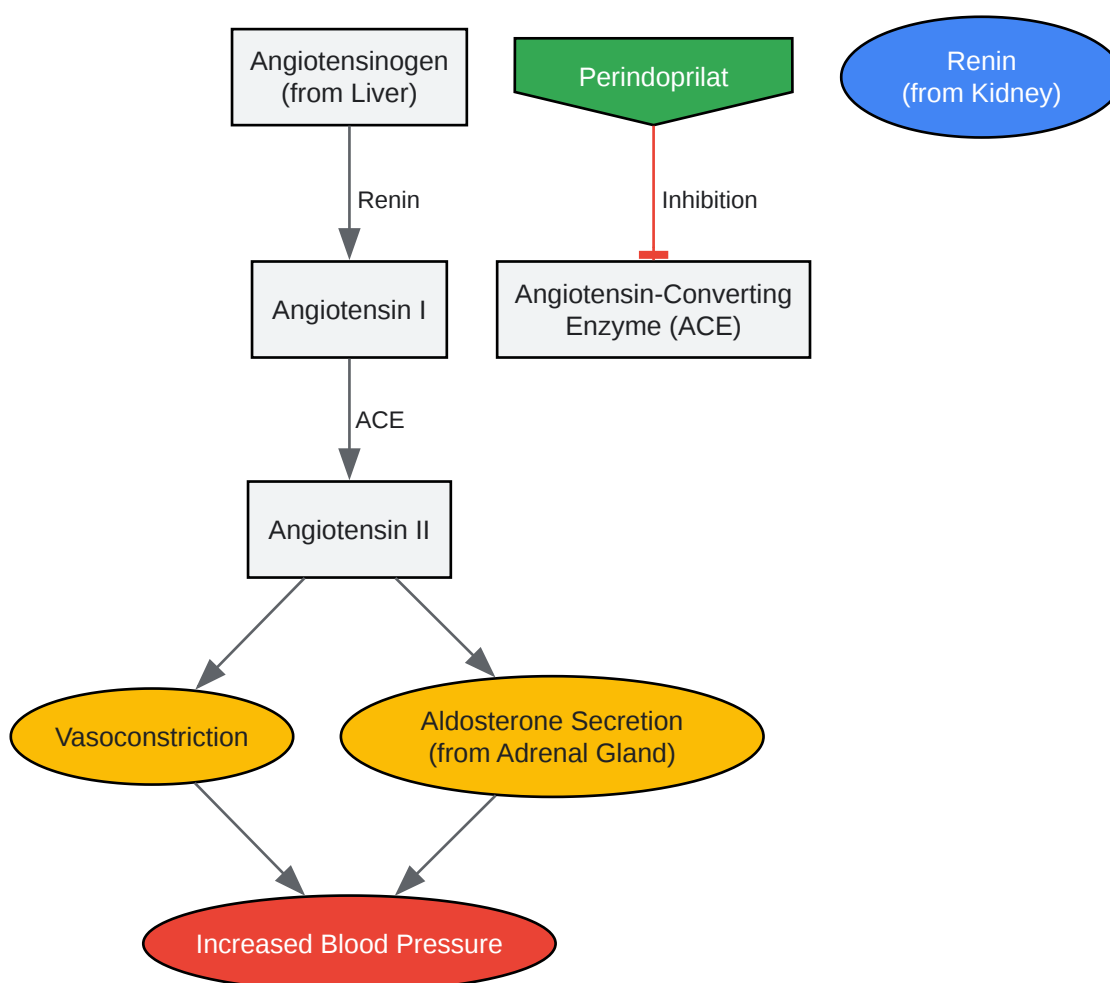 Angiotensinogen
(from Liver)
Perindoprilat
Renin
(from Kidney)
Renin
Inhibition
Angiotensin I
Angiotensin-Converting
Enzyme (ACE)
ACE
Angiotensin II
Vasoconstriction
Aldosterone Secretion
(from Adrenal Gland)
Increased Blood Pressure